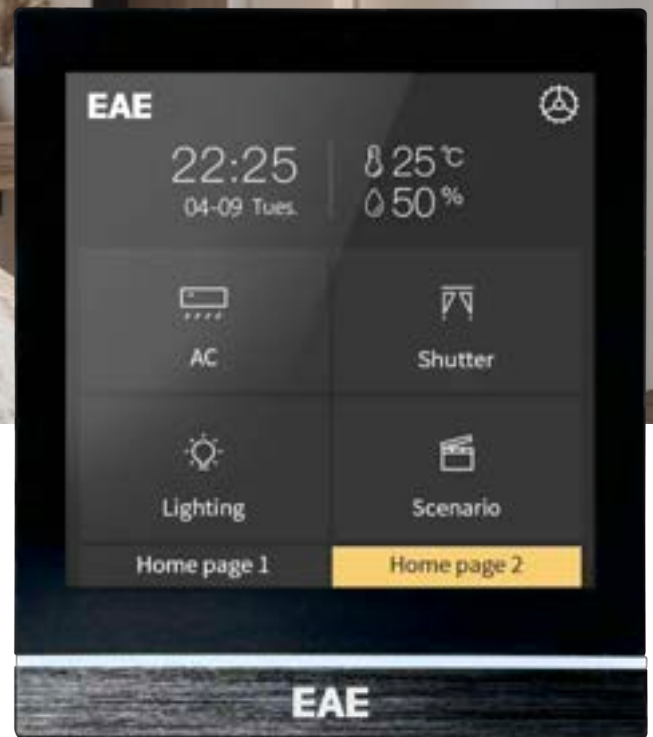 EAE
22:25
04-09 Tues.
25°C
50%
AC
Shutter
Lighting
Scenario
Home page 1
Home page 2
EAE